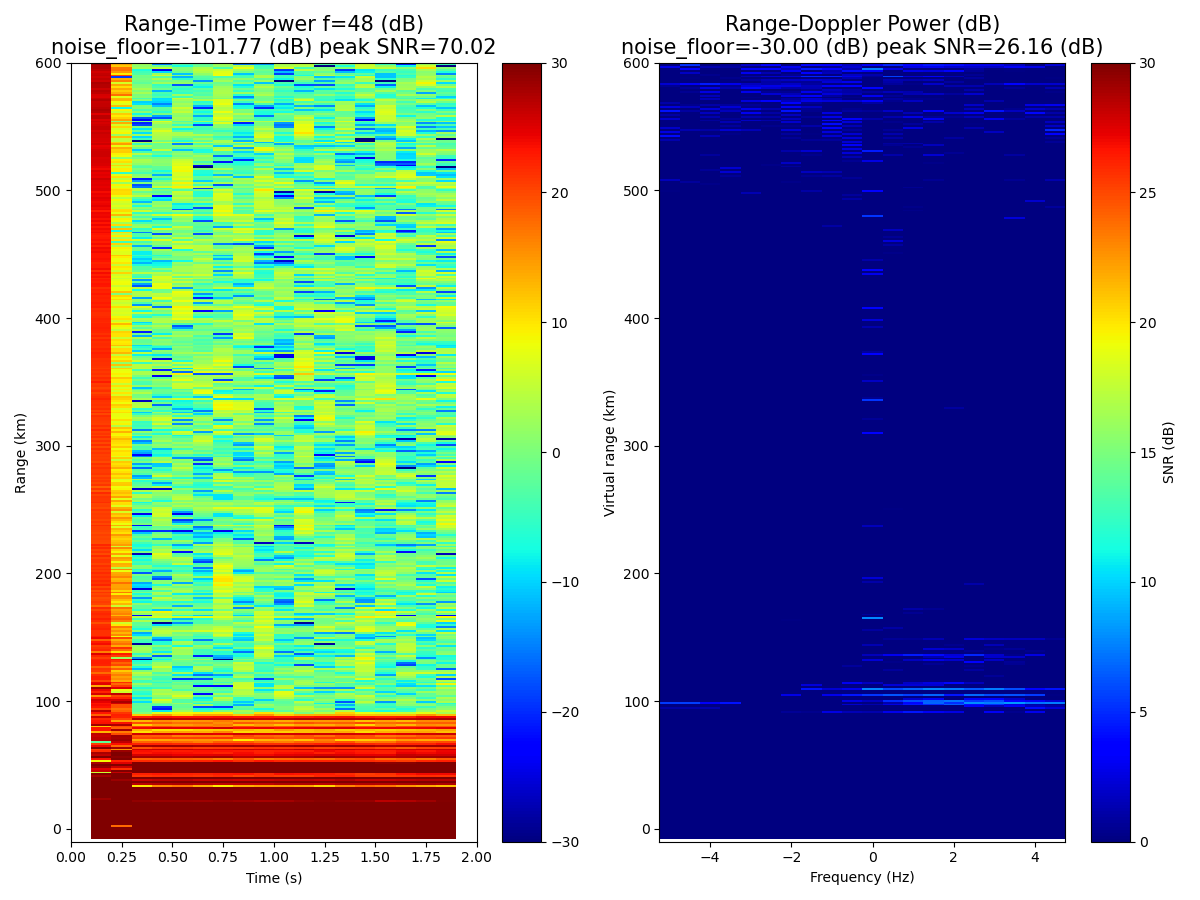 Range-Time Power f=48 (dB)
noise_floor=-101.77 (dB) peak SNR=70.02
600
500
400
300
200
100
0
Range (km)
0.00 0.25 0.50 0.75 1.00 1.25 1.50 1.75 2.00
Time (s)
30
20
10
0
−10
−20
−30
Range-Doppler Power (dB)
noise_floor=-30.00 (dB) peak SNR=26.16 (dB)
600
500
400
300
200
100
0
Virtual range (km)
−4 −2 0 2 4
Frequency (Hz)
30
25
20
15
10
5
0
SNR (dB)